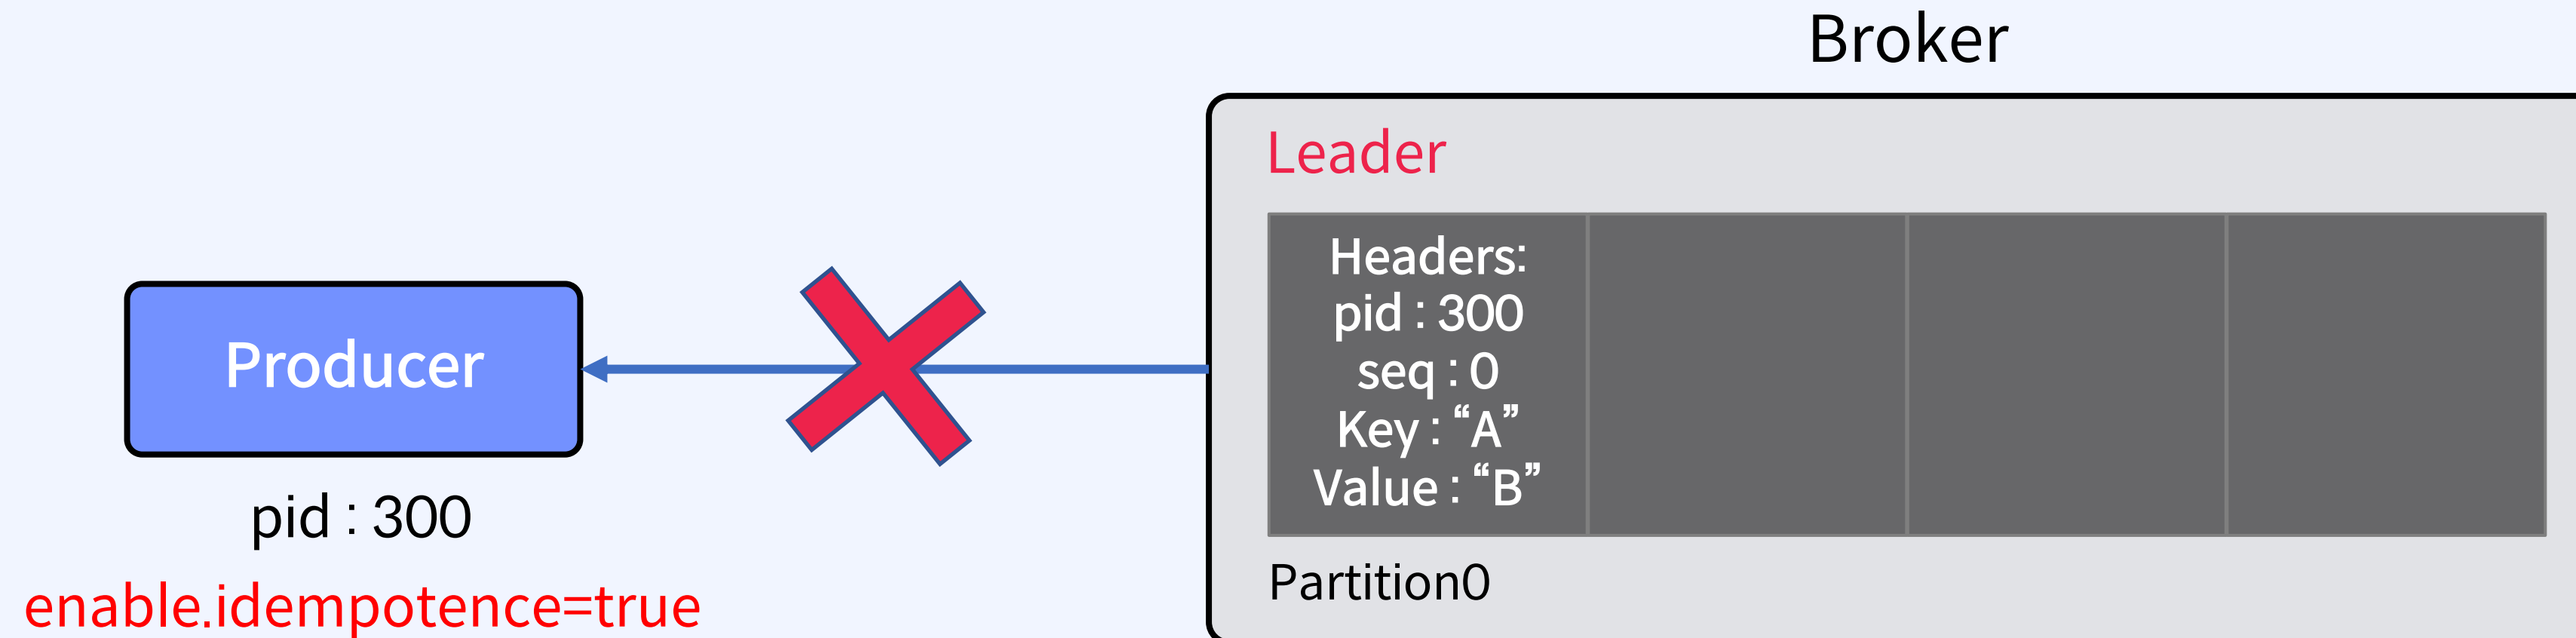 Broker
Leader
Headers:
pid : 300
seq : 0
Key : “A”
Value : “B”
Producer
pid : 300
Partition0
enable.idempotence=true